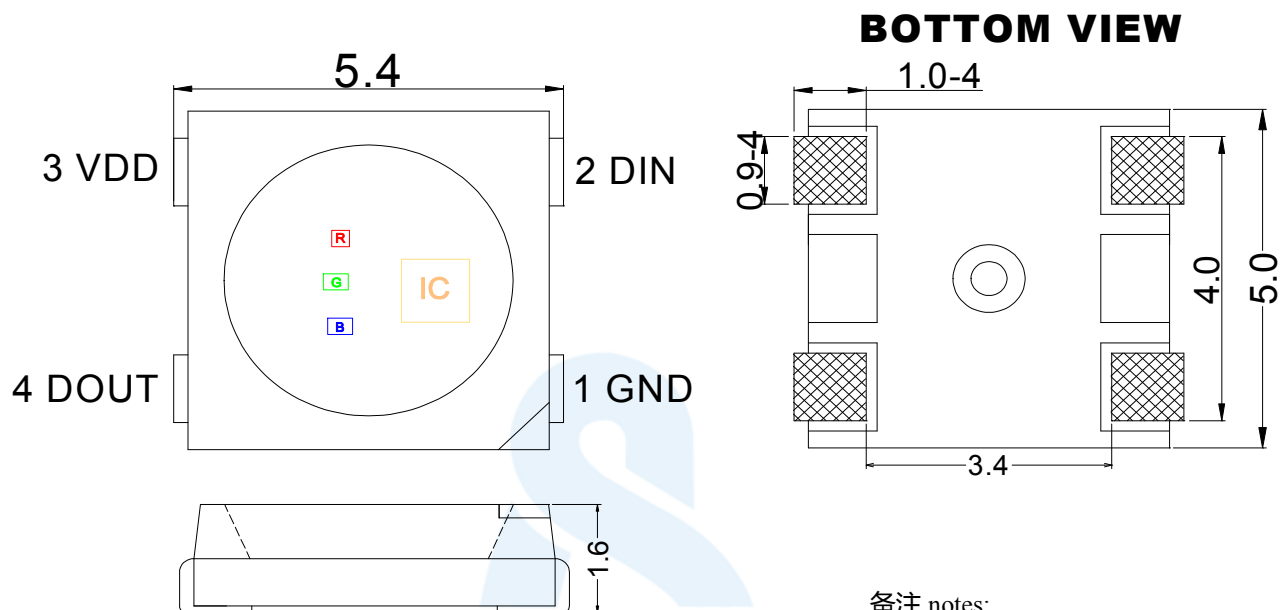 BOTTOM VIEW
5.4
1.0-4
3 VDD
2 DIN
0.9-4
R
G
IC
B
4.0
5.0
4 DOUT
1 GND
3.4
1.6
备注 notes: